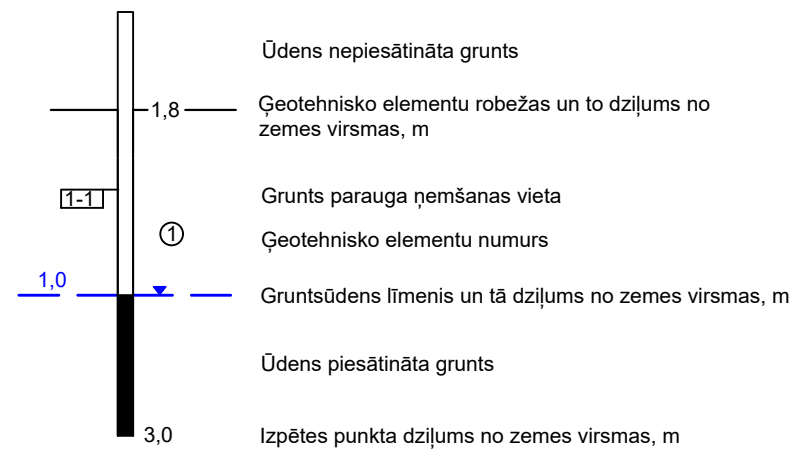 Ūdens nepiesātināta grunts
1,8
Ģeotehnisko elementu robežas un to dziļums no
zemes virsmas, m
1-1
Grunts parauga ņemšanas vieta
1
Ģeotehnisko elementu numurs
1,0
Gruntsūdens līmenis un tā dziļums no zemes virsmas, m
Ūdens piesātināta grunts
3,0
Izpētes punkta dziļums no zemes virsmas, m